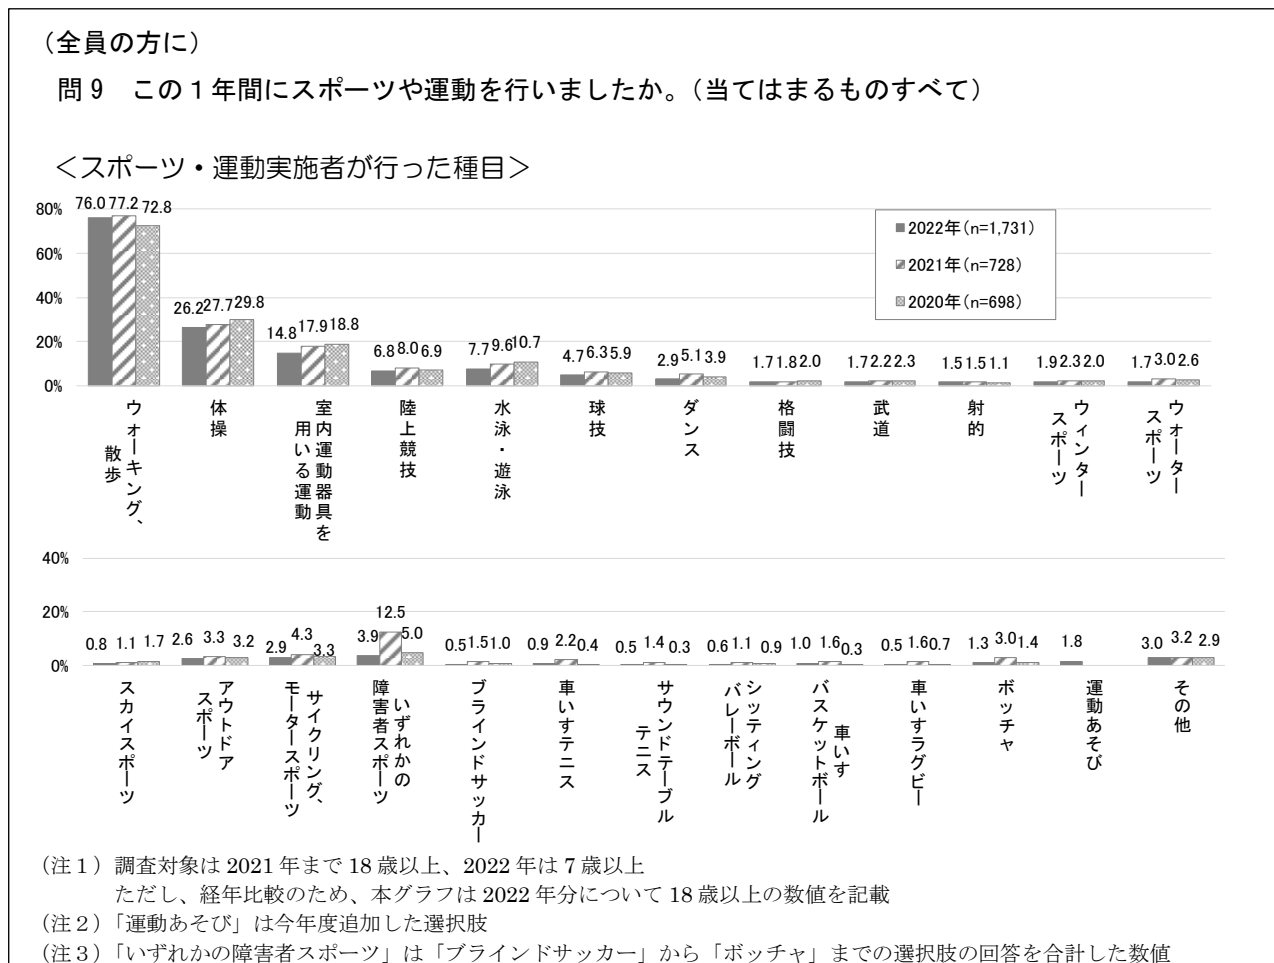 （全員の方に）
問９　この１年間にスポーツや運動を行いましたか。（当てはまるものすべて）
＜スポーツ・運動実施者が行った種目＞
80%
60%
40%
20%
0%
76.0 77.2 72.8
26.2 27.7 29.8
14.8 17.9 18.8
6.8 8.0 6.9
7.7 9.6 10.7
4.7 6.3 5.9
2.9 5.1 3.9
1.7 1.8 2.0
1.7 2.2 2.3
1.5 1.5 1.1
1.9 2.3 2.0
1.7 3.0 2.6
2022年(n=1,731)
2021年(n=728)
2020年(n=698)
ウォーキング、
散歩
体操
室内運動器具を
用いる運動
陸上競技
水泳・遊泳
球技
ダンス
格闘技
武道
射的
ウィンター
スポーツ
ウォーター
スポーツ
40%
20%
0%
0.8 1.1 1.7
2.6 3.3 3.2
2.9 4.3 3.3
3.9 12.5 5.0
0.5 1.5 1.0
0.9 2.2 0.4
0.5 1.4 0.3
0.6 1.1 0.9
1.0 1.6 0.3
0.5 1.6 0.7
1.3 3.0 1.4
1.8
3.0 3.2 2.9
スカイスポーツ
アウトドア
スポーツ
サイクリング、
モータースポーツ
いずれかの
障害者スポーツ
ブラインドサッカー
車いすテニス
サウンドテーブル
テニス
シッティング
バレーボール
車いす
バスケットボール
車いすラグビー
ボッチャ
運動あそび
その他
（注１）調査対象は 2021 年まで 18 歳以上、2022 年は 7 歳以上
ただし、経年比較のため、本グラフは 2022 年分について 18 歳以上の数値を記載
（注２）「運動あそび」は今年度追加した選択肢
（注３）「いずれかの障害者スポーツ」は「ブラインドサッカー」から「ボッチャ」までの選択肢の回答を合計した数値